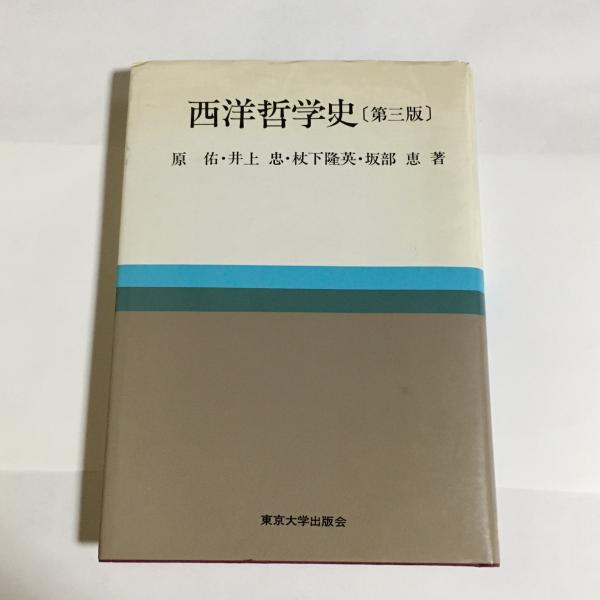 西洋哲学史〔第三版〕
原 佑・井上 忠・杖下隆英・坂部 恵 著
東京大学出版会